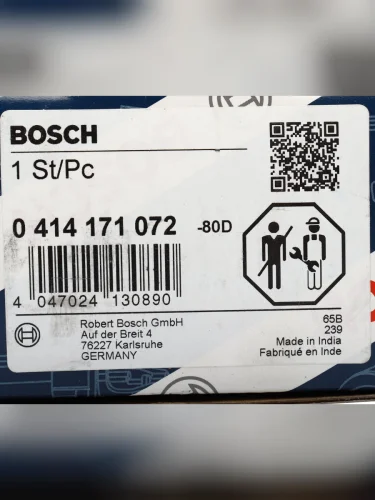 BOSCH
1 St/Pc
0 414 171 072 -80D
4 047024 130890
Robert Bosch GmbH
Auf der Breit 4
76227 Karlsruhe
GERMANY
65B
239
Made in India
Fabriqué en Inde